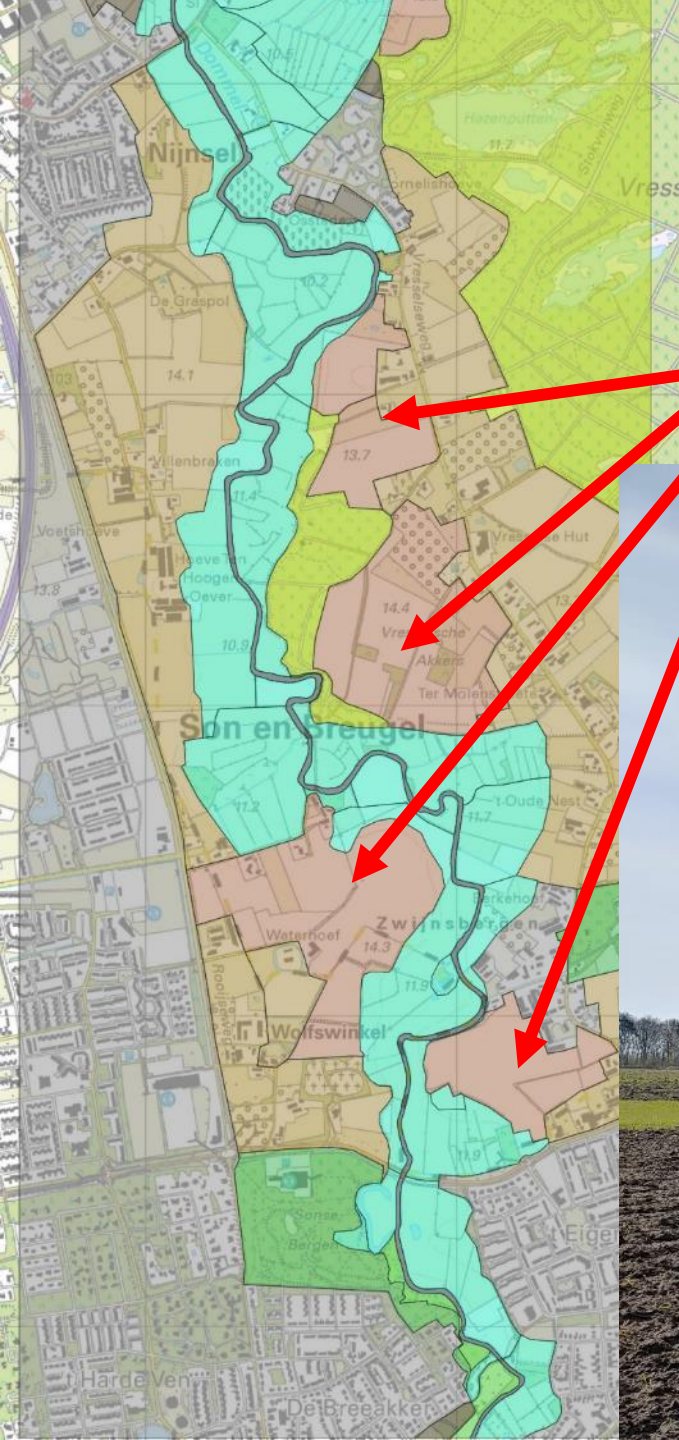 Dommel
10.5
Nijnsel
Hazenputten
11.7
Stokvenweg
Cornelishoeve
Vress
10.2
De Graspol
Vresselseweg
14.1
13.7
Villenbraken
11.4
Voetshoeve
13.8
Hoeve Ten
Hoogen
Oever
Vresselse Hut
14.4
Akkers
10.9
Ter Molenspeete
Son en Breugel
11.2
't Oude Nest
11.7
Berkehoef
Zwijnsbergen
Waterhoef
14.3
11.9
Rooijseweg
Wolfswinkel
11.9
Sonse
Bergen
't Eigen
't Harde Ven
De Breeakker